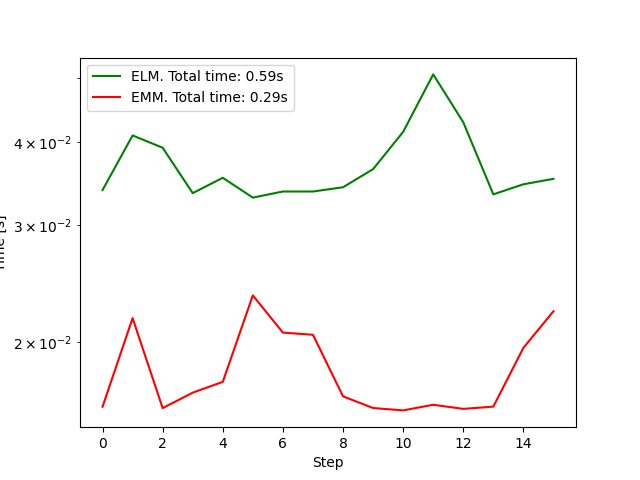 ELM. Total time: 0.59s
EMM. Total time: 0.29s
4 × 10⁻²
3 × 10⁻²
2 × 10⁻²
Time [s]
0 2 4 6 8 10 12 14
Step